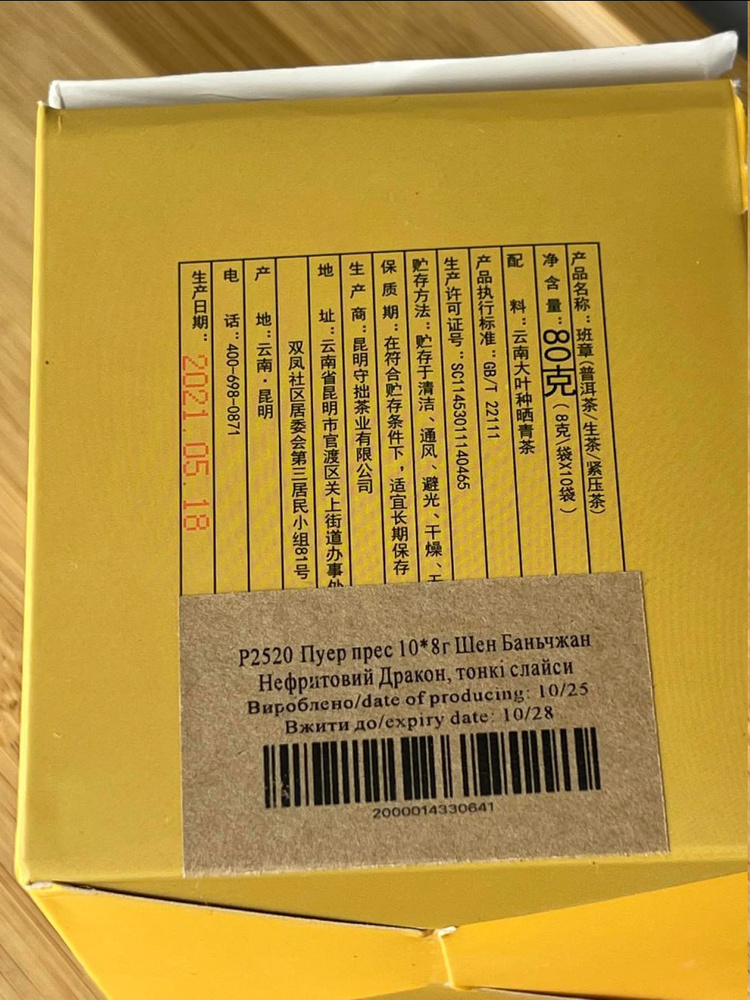 产品名称：班章（普洱茶/生茶/紧压茶）
净含量：80克（8克/袋X10袋）
配料：云南大叶种晒青茶
产品执行标准：GB/T 22111
生产许可证号：SC11453011140465
贮存方法：贮存于清洁、通风、避光、干燥、
保质期：在符合贮存条件下，适宜长期保存
生产商：昆明守拙茶业有限公司
地址：云南省昆明市官渡区关上街道办事处
双凤社区居委会第三居民小组81号
产地：云南·昆明
电话：400-698-0871
生产日期：2021.05.18
P2520 Пуер прес 10*8г Шен Баньчжан
Нефритовий Дракон, тонкі слайси
Вироблено/date of producing: 10/25
Вжити до/expiry date: 10/28
2000014330641